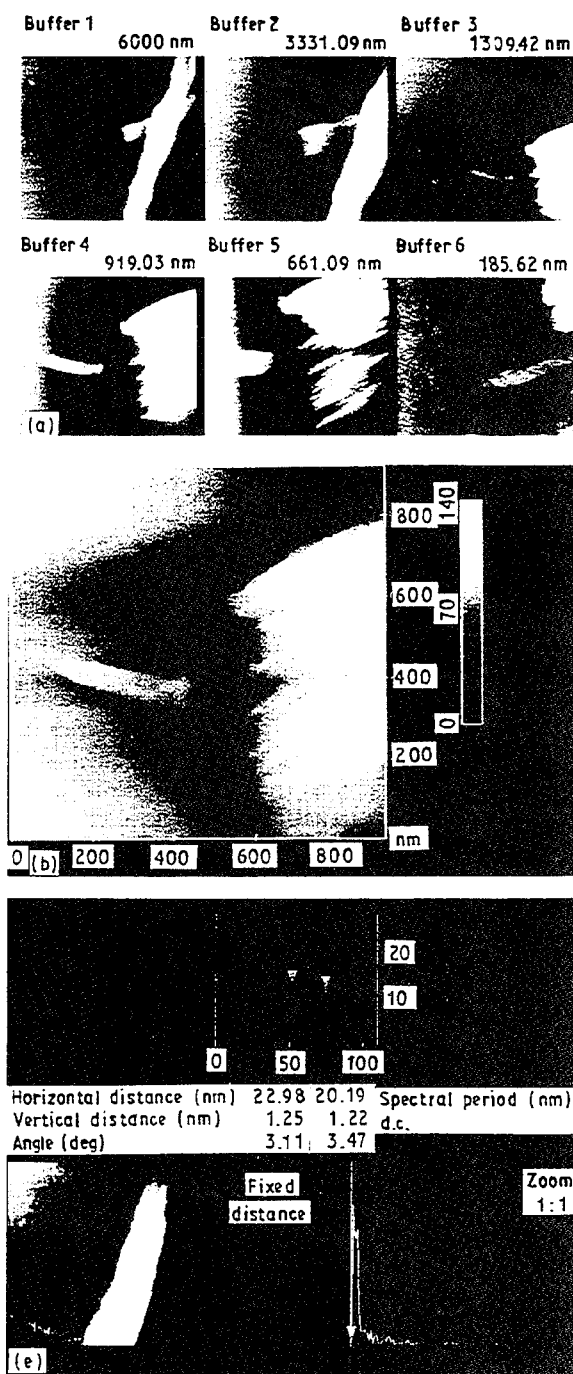 Buffer 1 Buffer 2 Buffer 3
6000 nm 3331.09 nm 1309.42 nm
Buffer 4 Buffer 5 Buffer 6
919.03 nm 661.09 nm 185.62 nm
(a)
140
800
600
70
400
0
200
nm
0 (b) 200 400 600 800
20
10
0 50 100
Horizontal distance (nm) 22.98 20.19 Spectral period (nm)
Vertical distance (nm) 1.25 1.22 d.c.
Angle (deg) 3.11; 3.47
Fixed Zoom
distance 1:1
(e)